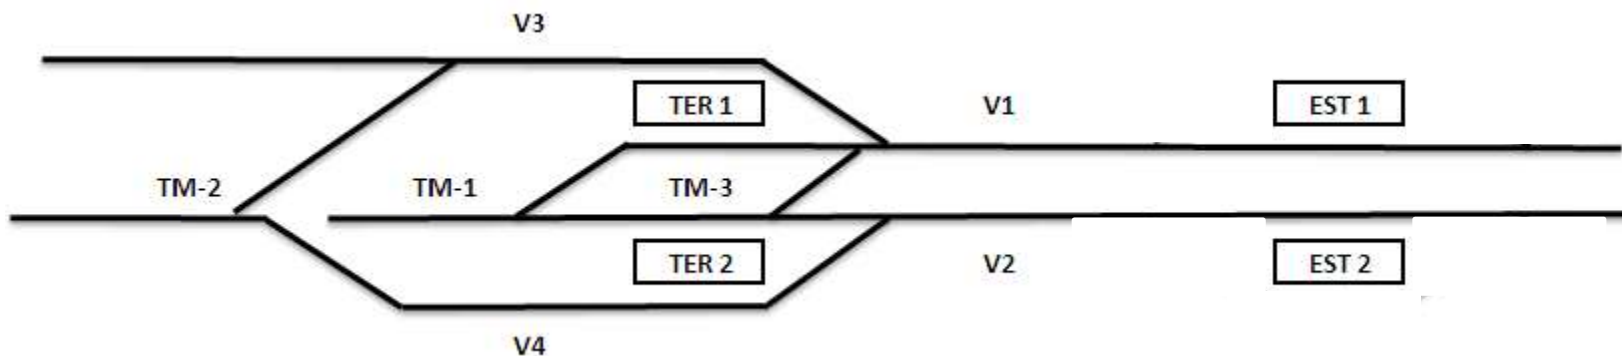 V3
TER 1
V1
EST 1
TM-2
TM-1
TM-3
TER 2
V2
EST 2
V4